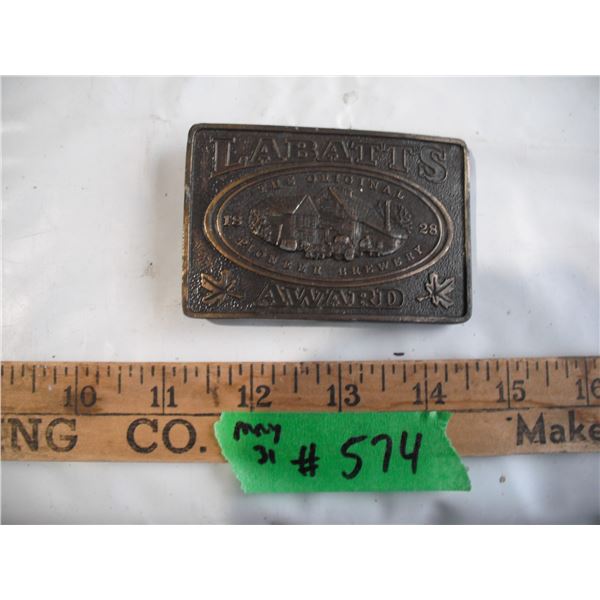 LABATT'S
THE ORIGINAL
18 28
PIONEER BREWERY
AWARD
10 11 12 13 14 15 16
NG CO. Make
May
31 # 574